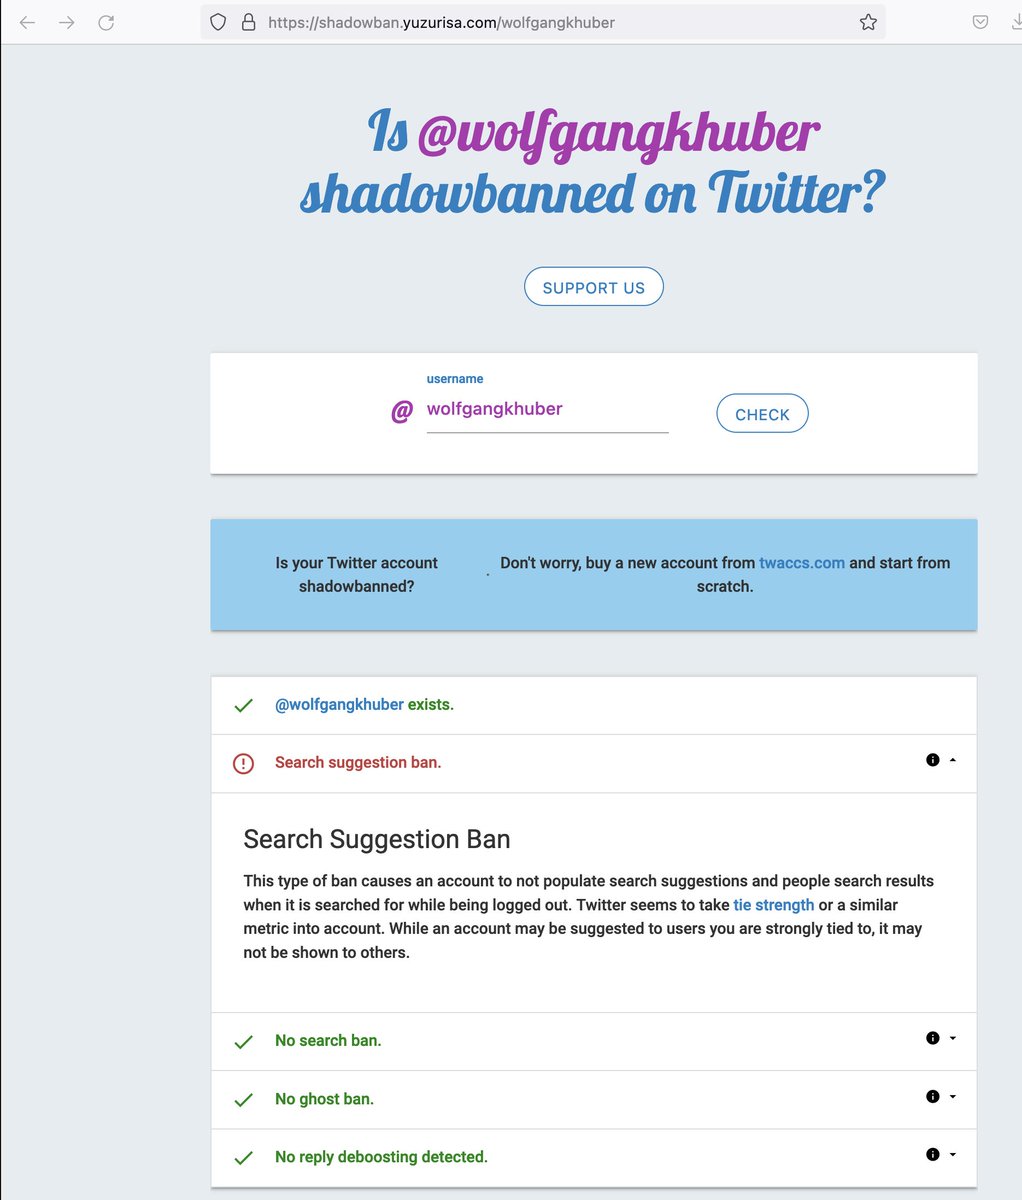 https://shadowban.yuzurisa.com/wolfgangkhuber
Is @wolfgangkhuber
shadowbanned on Twitter?
SUPPORT US
username
@ wolfgangkhuber
CHECK
Is your Twitter account
shadowbanned?
Don't worry, buy a new account from twaccs.com and start from
scratch.
@wolfgangkhuber exists.
Search suggestion ban.
Search Suggestion Ban
This type of ban causes an account to not populate search suggestions and people search results
when it is searched for while being logged out. Twitter seems to take tie strength or a similar
metric into account. While an account may be suggested to users you are strongly tied to, it may
not be shown to others.
No search ban.
No ghost ban.
No reply deboosting detected.